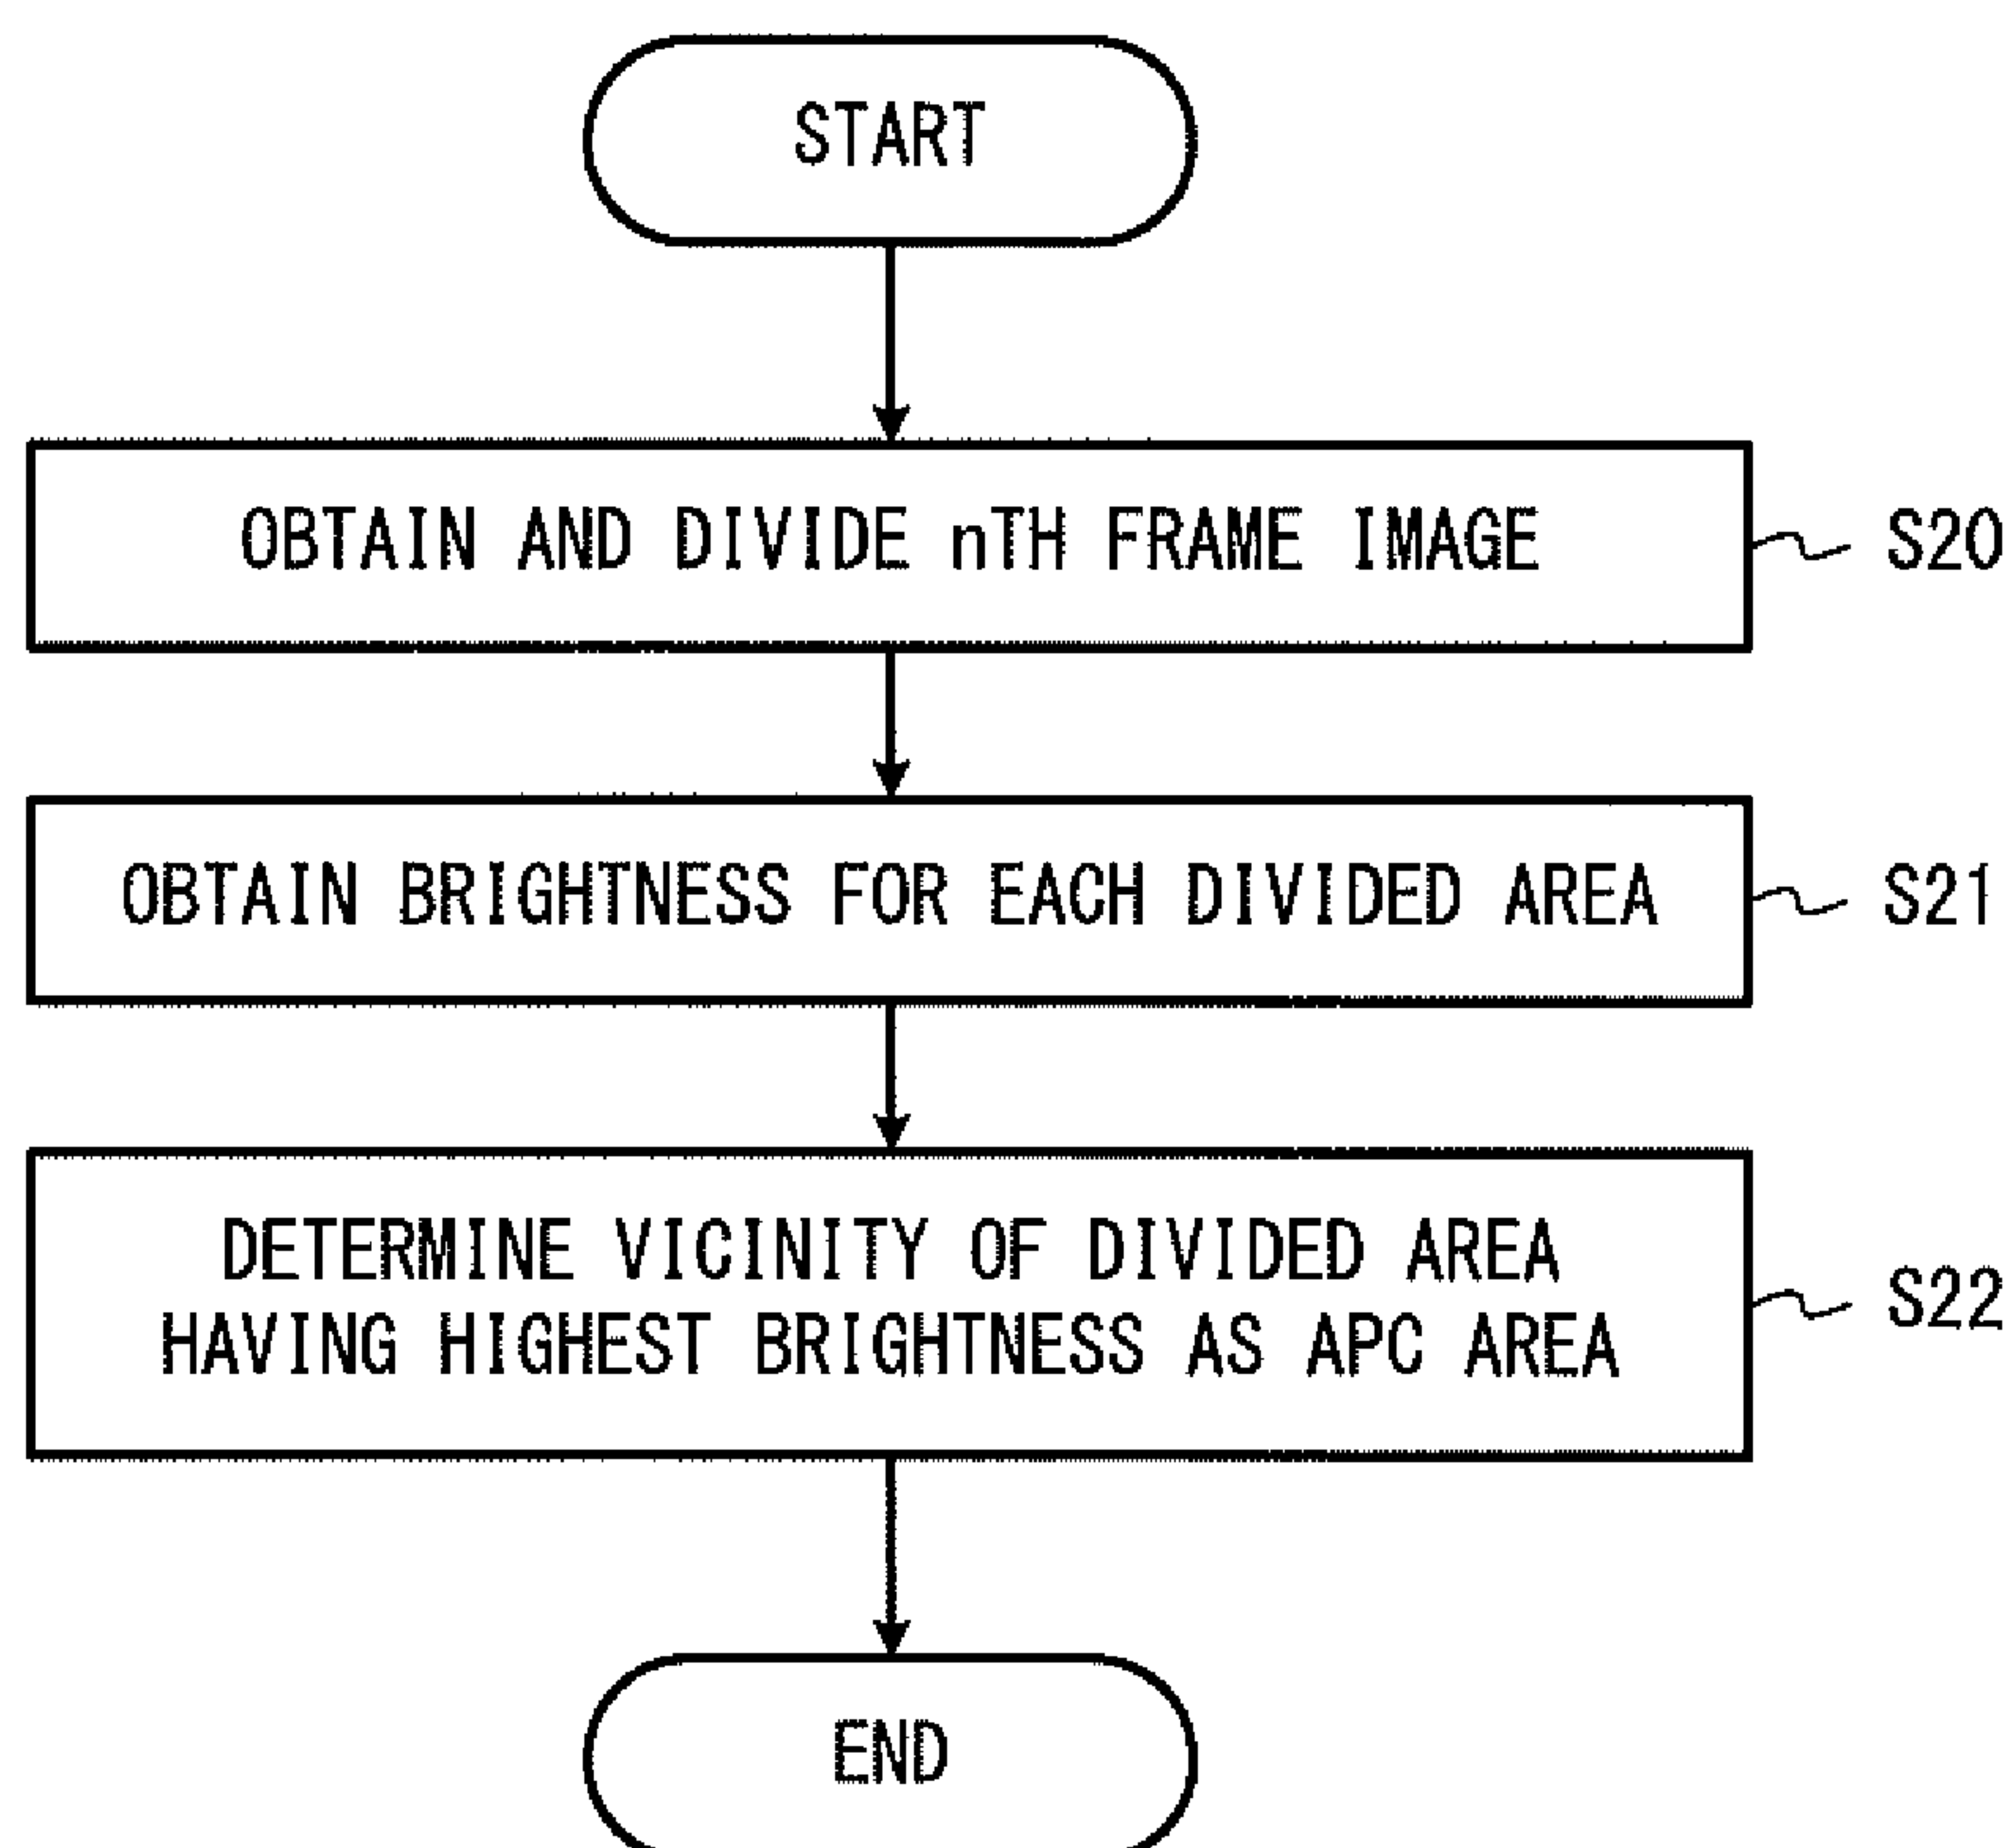 START
OBTAIN AND DIVIDE nTH FRAME IMAGE
S20
OBTAIN BRIGHTNESS FOR EACH DIVIDED AREA
S21
DETERMINE VICINITY OF DIVIDED AREA
HAVING HIGHEST BRIGHTNESS AS APC AREA
S22
END